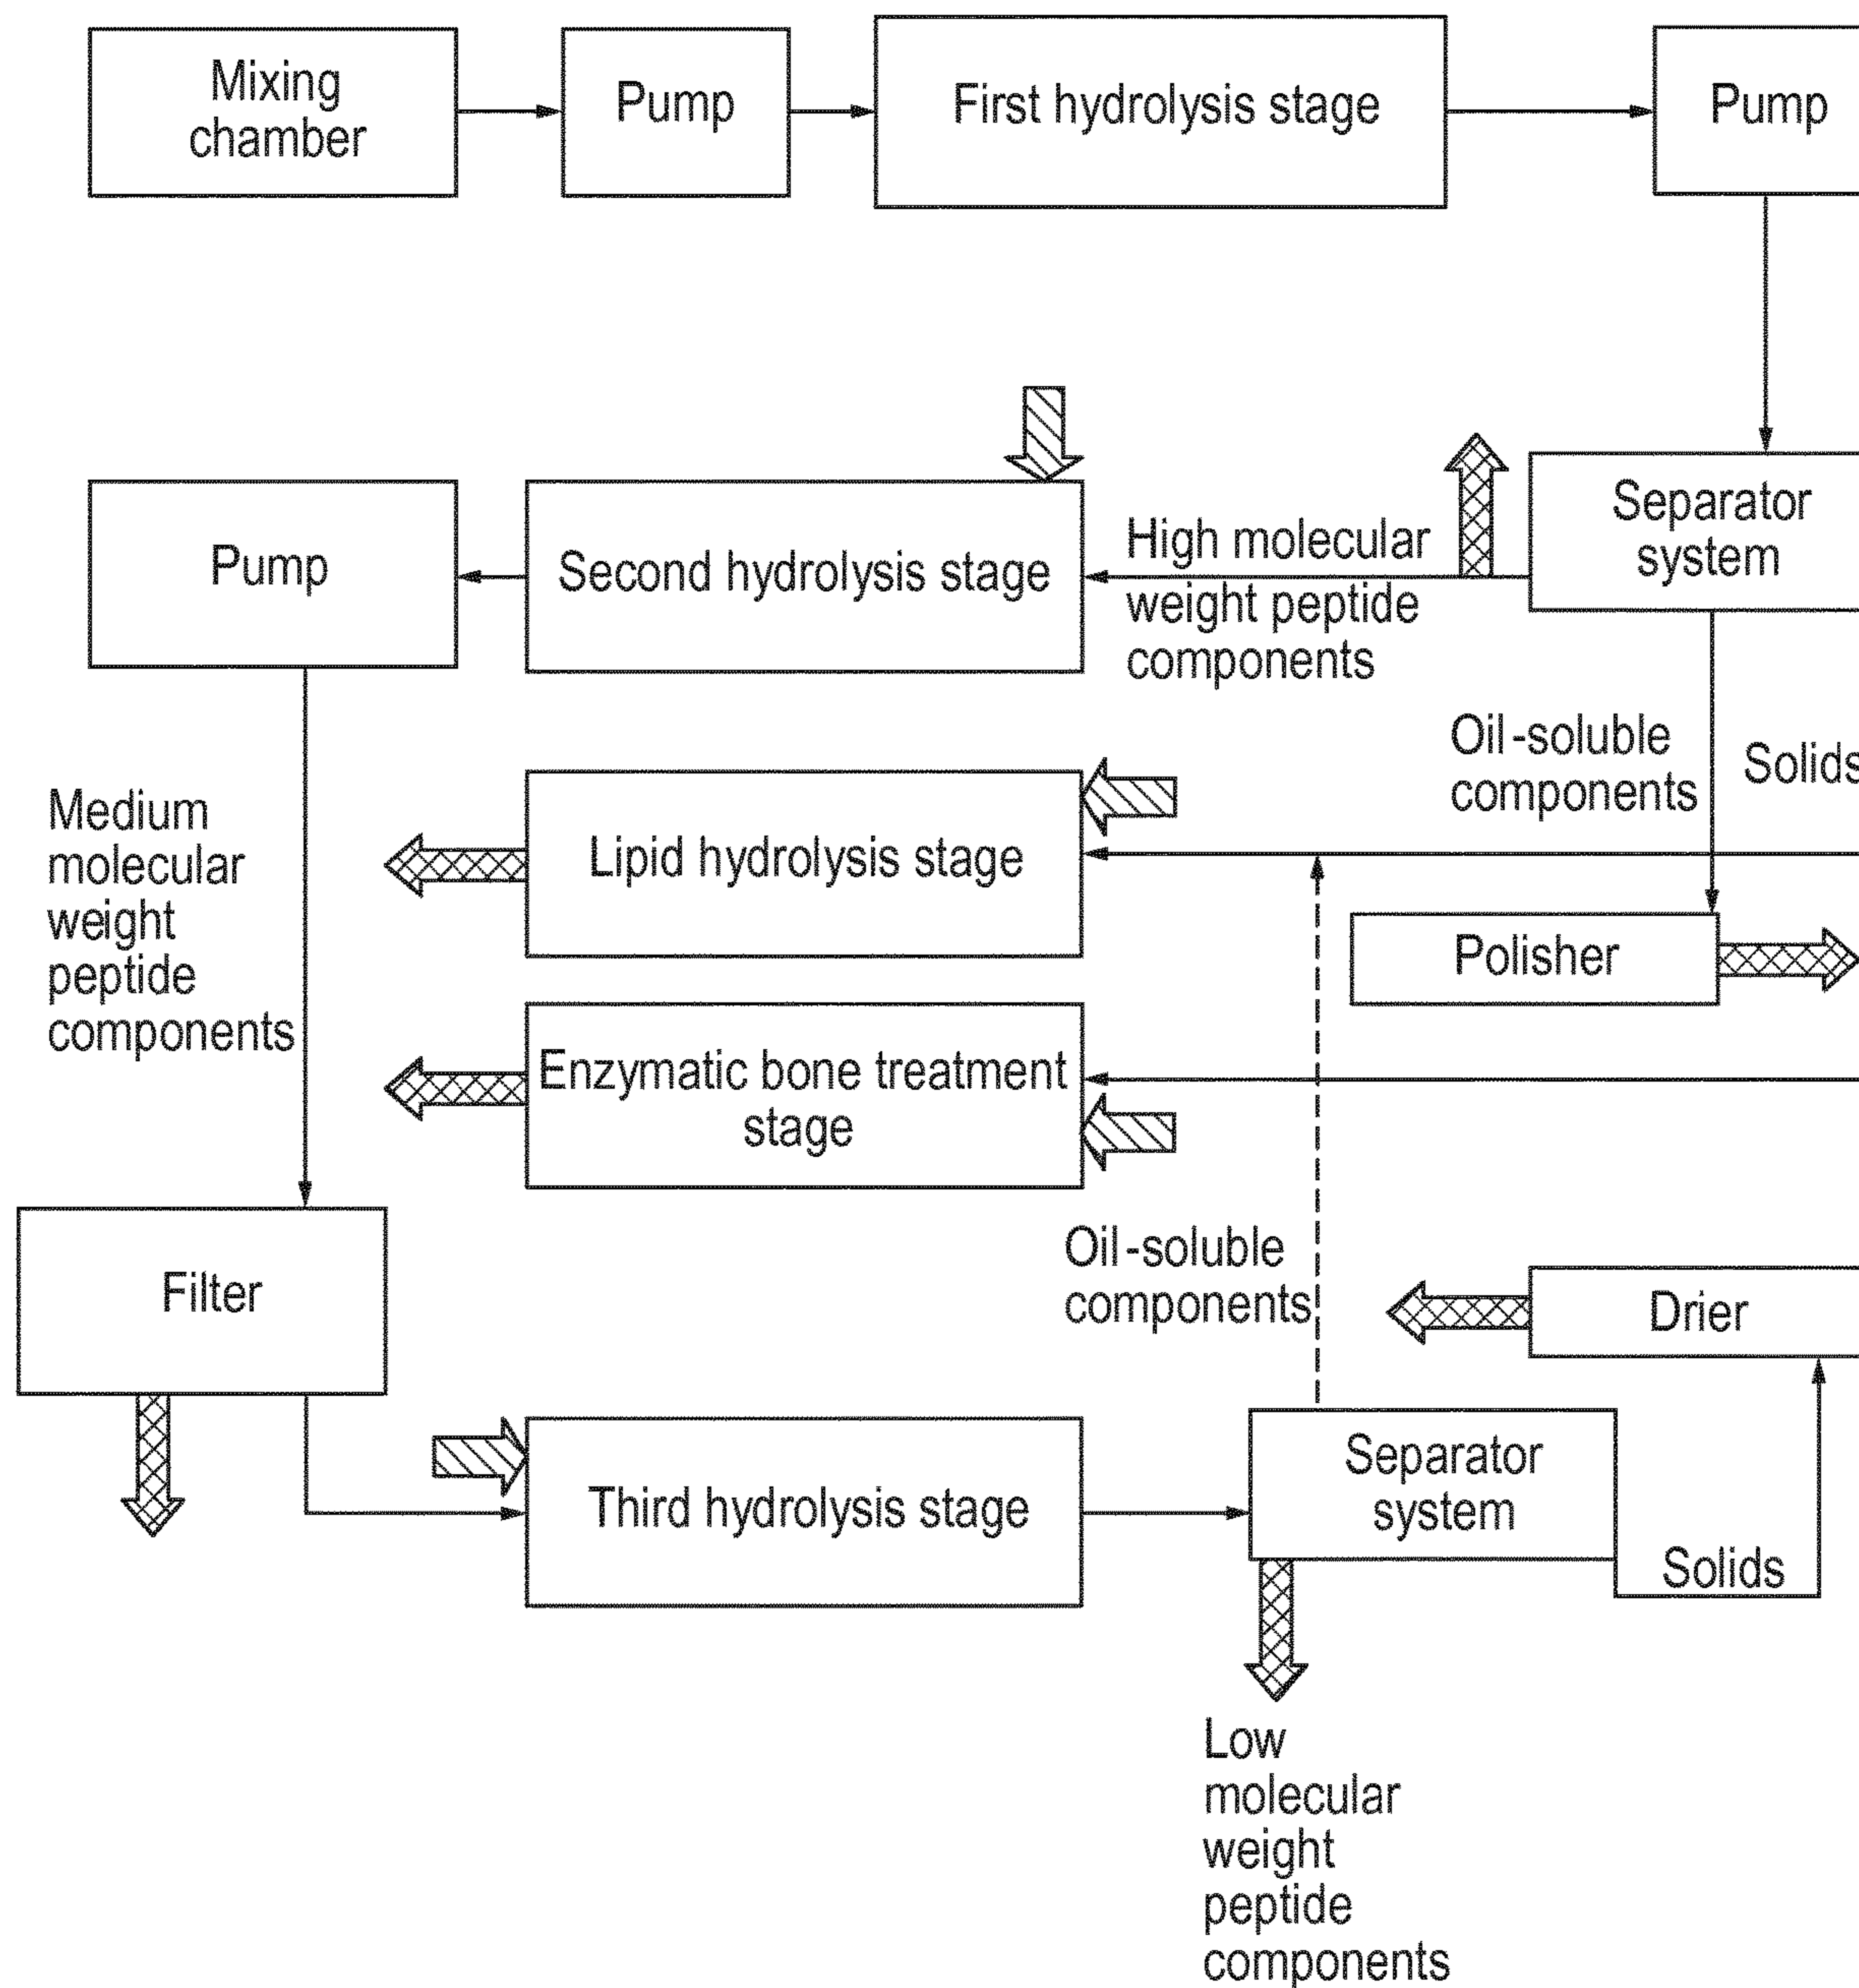 Mixing
chamber
Pump
First hydrolysis stage
Pump
Separator
system
High molecular
weight peptide
components
Second hydrolysis stage
Pump
Oil-soluble
components
Solids
Medium
molecular
weight
peptide
components
Lipid hydrolysis stage
Polisher
Enzymatic bone treatment
stage
Filter
Oil-soluble
components
Drier
Third hydrolysis stage
Separator
system
Solids
Low
molecular
weight
peptide
components